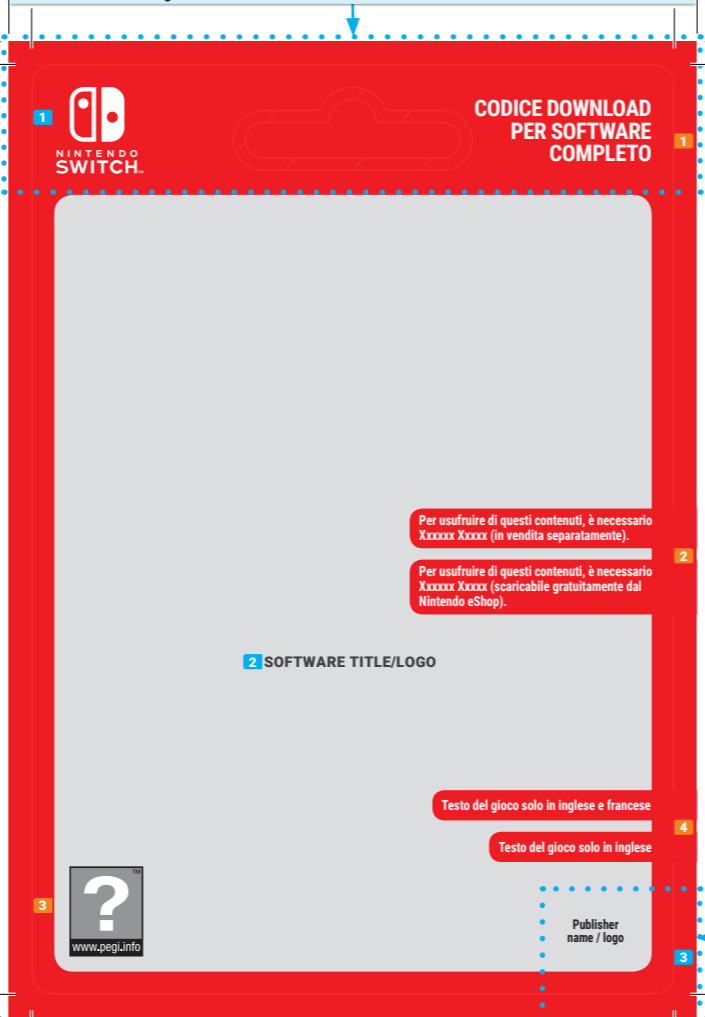 1
NINTENDO
SWITCH™
CODICE DOWNLOAD
PER SOFTWARE
COMPLETO
1
Per usufruire di questi contenuti, è necessario
Xxxxxx Xxxxx (in vendita separatamente).
2
Per usufruire di questi contenuti, è necessario
Xxxxxx Xxxxx (scaricabile gratuitamente dal
Nintendo eShop).
2 SOFTWARE TITLE/LOGO
Testo del gioco solo in inglese e francese
4
Testo del gioco solo in inglese
3
?™
www.pegi.info
Publisher
name / logo
3